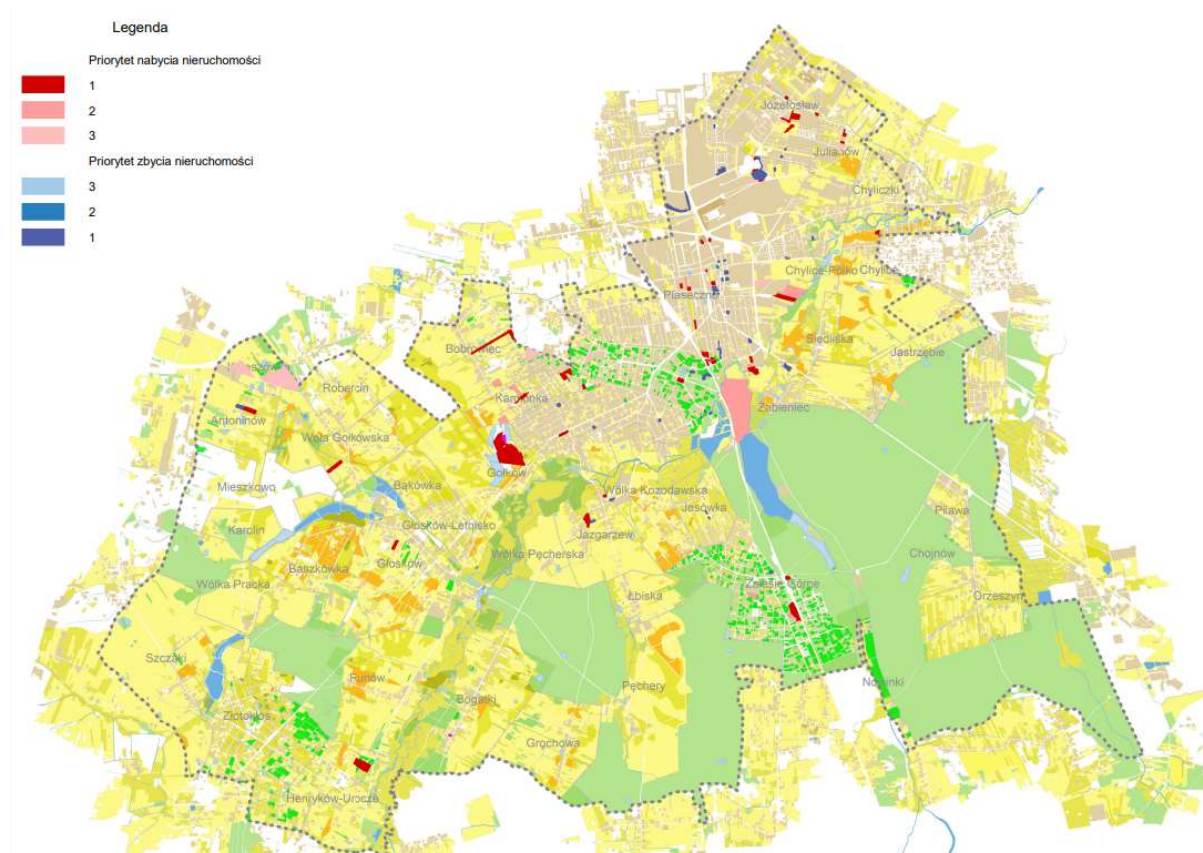 Legenda
Priorytet nabycia nieruchomości
1
2
3
Priorytet zbycia nieruchomości
3
2
1
Józefosław
Julianów
Chyliczki
Chylice-Polko
Chylice
Piaseczno
Siedliska
Jastrzębie
Bobrowiec
Robercin
Kamionka
Żabieniec
Antoninów
Wola Gołkowska
Gołków
Mieszkowo
Bąkówka
Wólka Kozodawska
Jesówka
Pilawa
Karolin
Głosków-Letnisko
Jazgarzew
Chojnów
Wólka Pęcherska
Baszkówka
Głosków
Wólka Pracka
Zalesie Górne
Łbiska
Orzeszyn
Szczaki
Runów
Pęchery
Nowinki
Bogatki
Złotokłos
Grochowa
Henryków-Urocze